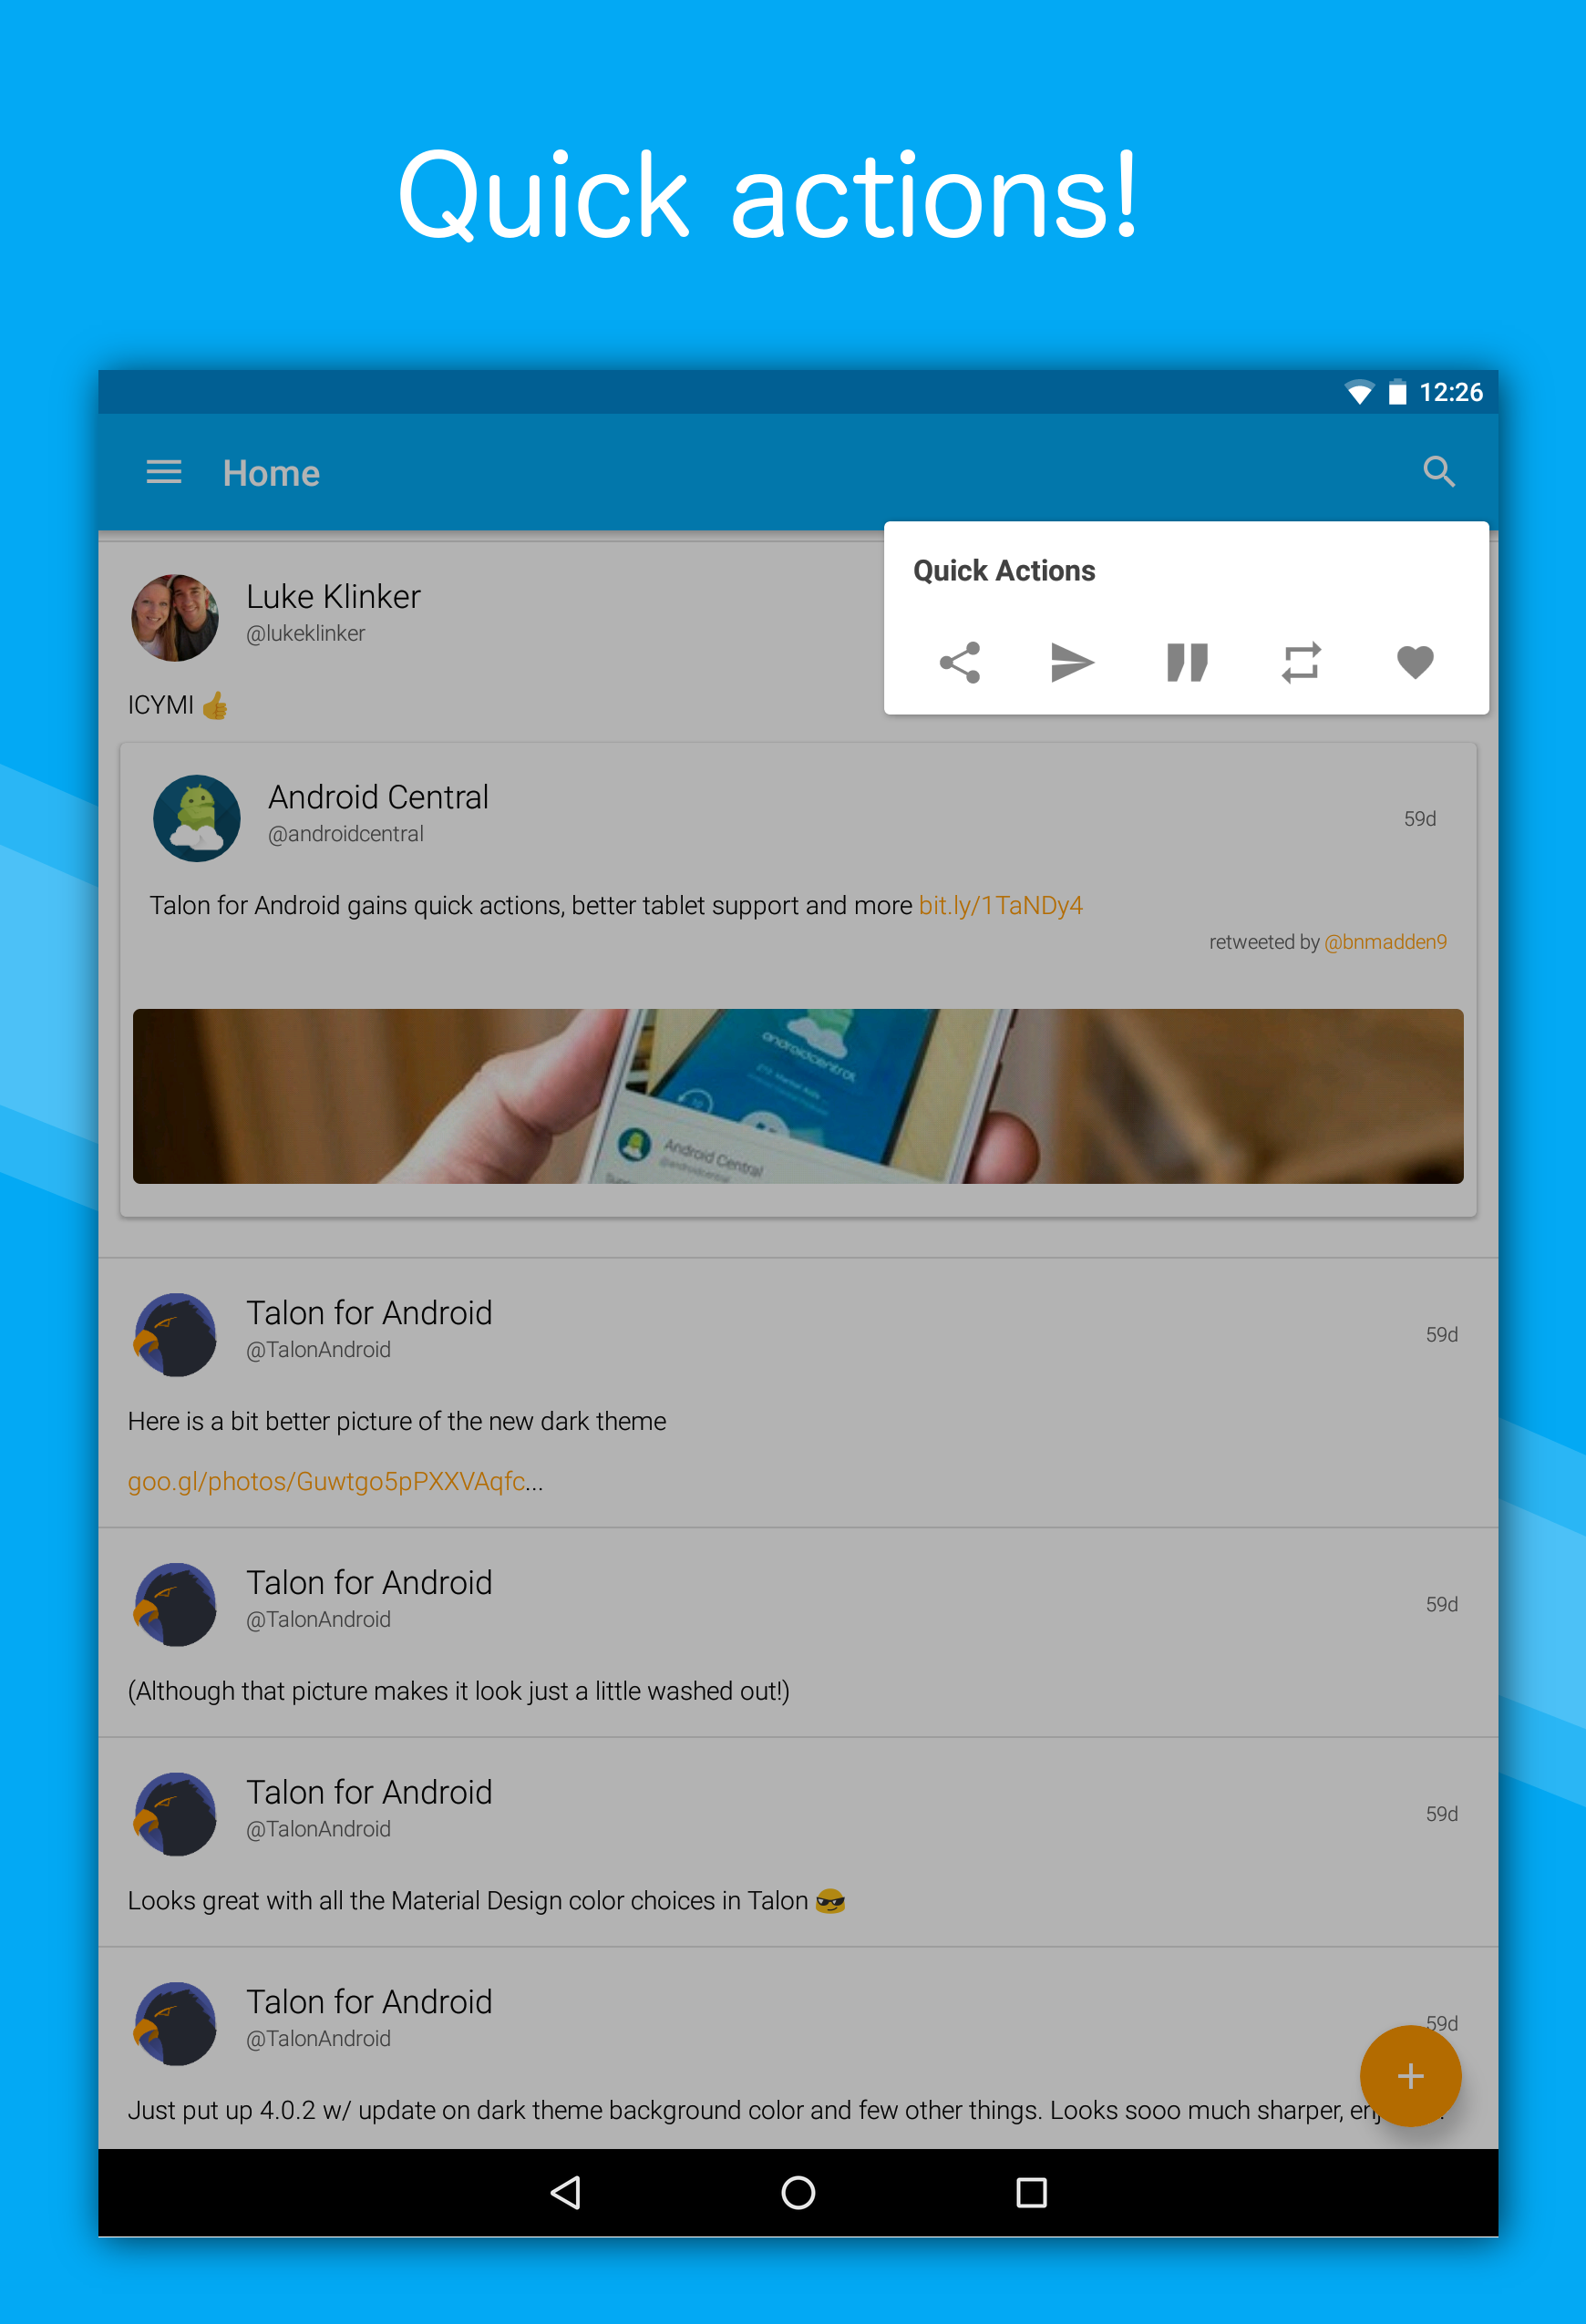 Quick actions!
12:26
Home
Quick Actions
Luke Klinker
@lukeklinker
ICYMI 👍
Android Central
@androidcentral
59d
Talon for Android gains quick actions, better tablet support and more bit.ly/1TaNDy4
retweeted by @bnmadden9
androidcentral
Android Central
@androidcentral
Talon for Android
@TalonAndroid
59d
Here is a bit better picture of the new dark theme
goo.gl/photos/Guwtgo5pPXXVAqfc...
Talon for Android
@TalonAndroid
59d
(Although that picture makes it look just a little washed out!)
Talon for Android
@TalonAndroid
59d
Looks great with all the Material Design color choices in Talon 😎
Talon for Android
@TalonAndroid
59d
Just put up 4.0.2 w/ update on dark theme background color and few other things. Looks sooo much sharper,